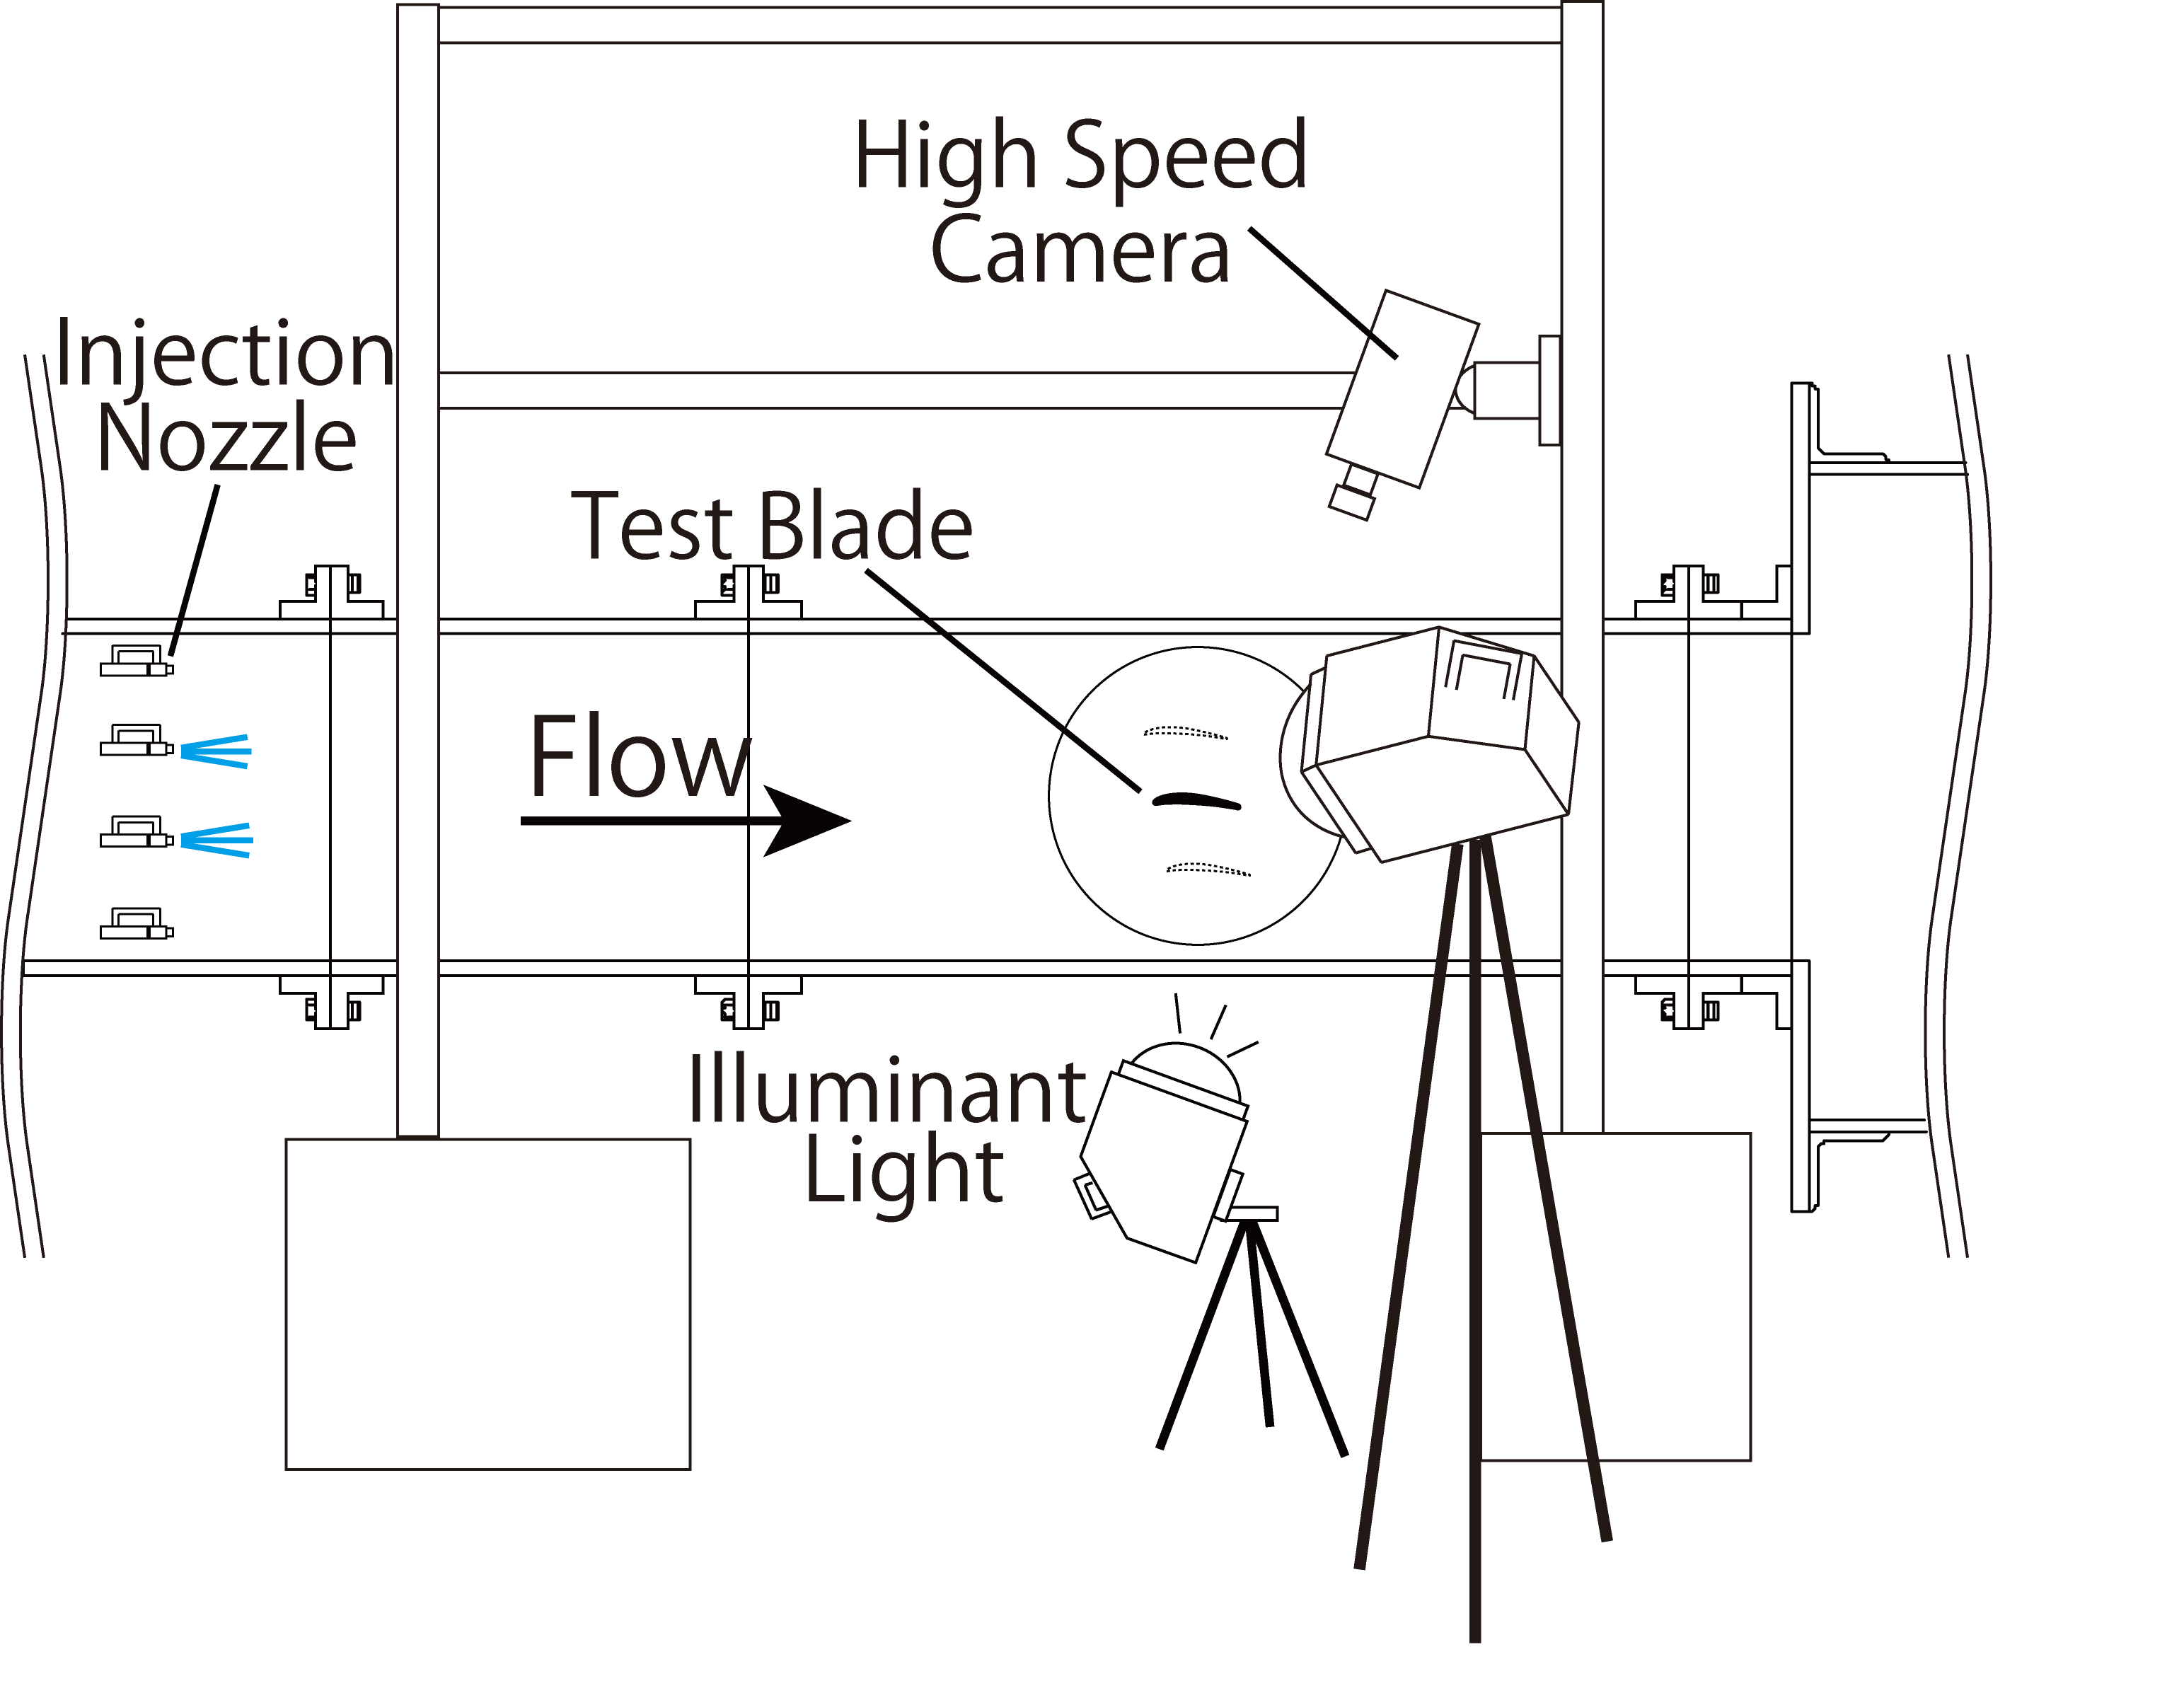 High Speed
Camera
Injection
Nozzle
Test Blade
Flow
Illuminant
Light